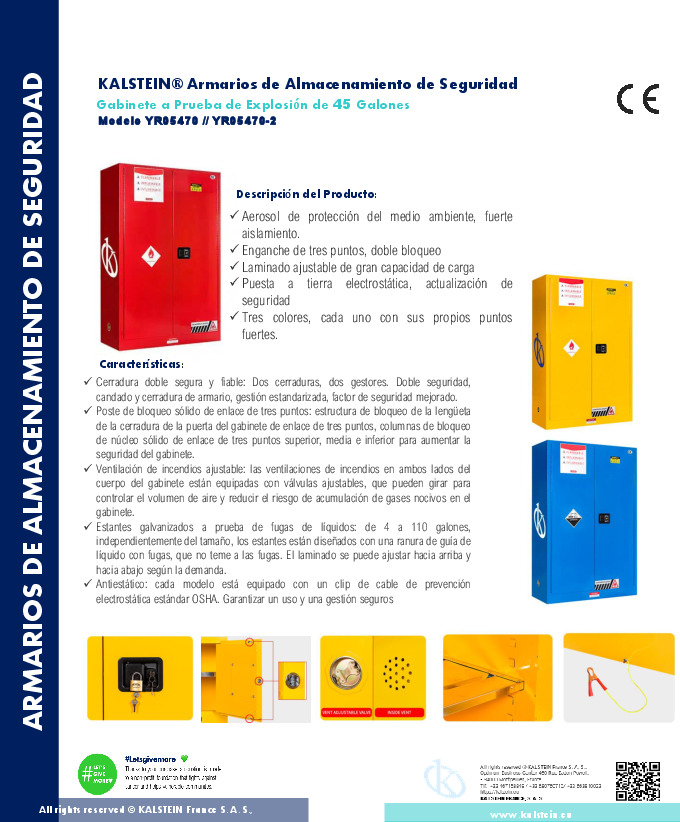 ARMARIOS DE ALMACENAMIENTO DE SEGURIDAD
KALSTEIN® Armarios de Almacenamiento de Seguridad
Gabinete a Prueba de Explosión de 45 Galones
Modelo YR05470 // YR05470-2
CE
Descripción del Producto:
✓ Aerosol de protección del medio ambiente, fuerte
aislamiento.
✓ Enganche de tres puntos, doble bloqueo
✓ Laminado ajustable de gran capacidad de carga
✓ Puesta a tierra electrostática, actualización de
seguridad
✓ Tres colores, cada uno con sus propios puntos
fuertes.
Características:
✓ Cerradura doble segura y fiable: Dos cerraduras, dos gestores. Doble seguridad,
candado y cerradura de armario, gestión estandarizada, factor de seguridad mejorado.
✓ Poste de bloqueo sólido de enlace de tres puntos: estructura de bloqueo de la lengüeta
de la cerradura de la puerta del gabinete de enlace de tres puntos, columnas de bloqueo
de núcleo sólido de enlace de tres puntos superior, media e inferior para aumentar la
seguridad del gabinete.
✓ Ventilación de incendios ajustable: las ventilaciones de incendios en ambos lados del
cuerpo del gabinete están equipadas con válvulas ajustables, que pueden girar para
controlar el volumen de aire y reducir el riesgo de acumulación de gases nocivos en el
gabinete.
✓ Estantes galvanizados a prueba de fugas de líquidos: de 4 a 110 galones,
independientemente del tamaño, los estantes están diseñados con una ranura de guía de
líquido con fugas, que no teme a las fugas. El laminado se puede ajustar hacia arriba y
hacia abajo según la demanda.
✓ Antiestático: cada modelo está equipado con un clip de cable de prevención
electrostática estándar OSHA. Garantizar un uso y una gestión seguros
VENT ADJUSTABLE VALVE
INSIDE VENT
#LET'S
GIVE
MORE
#Letsgivemore
All rights reserved © KALSTEIN France S.A.S.,
KALSTEIN FRANCE, S.A.S
All rights reserved © KALSTEIN France S.A.S.,
www.kalstein.eu